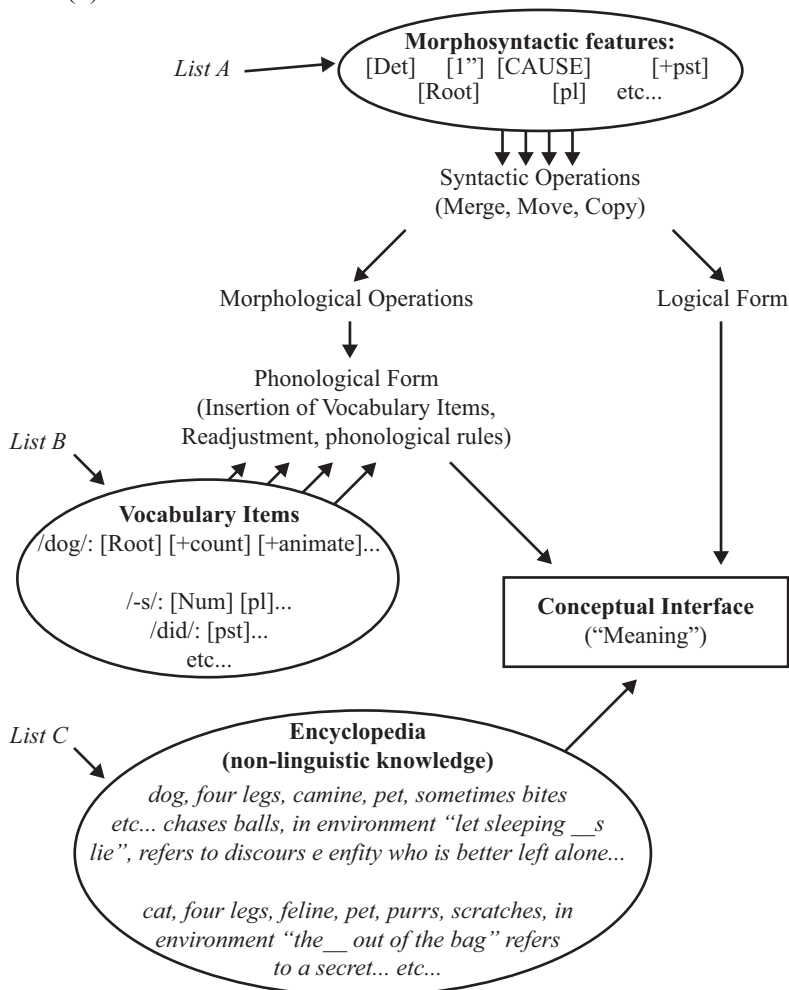 Morphosyntactic features:
List A
[Det] [1”] [CAUSE] [+pst]
[Root] [pl] etc...
Syntactic Operations
(Merge, Move, Copy)
Morphological Operations
Logical Form
Phonological Form
(Insertion of Vocabulary Items,
Readjustment, phonological rules)
List B
Vocabulary Items
/dog/: [Root] [+count] [+animate]...
/-s/: [Num] [pl]...
/did/: [pst]...
etc...
Conceptual Interface
(“Meaning”)
List C
Encyclopedia
(non-linguistic knowledge)
dog, four legs, camine, pet, sometimes bites
etc... chases balls, in environment “let sleeping __s
lie”, refers to discours e enfity who is better left alone...
cat, four legs, feline, pet, purrs, scratches, in
environment “the__ out of the bag” refers
to a secret... etc...